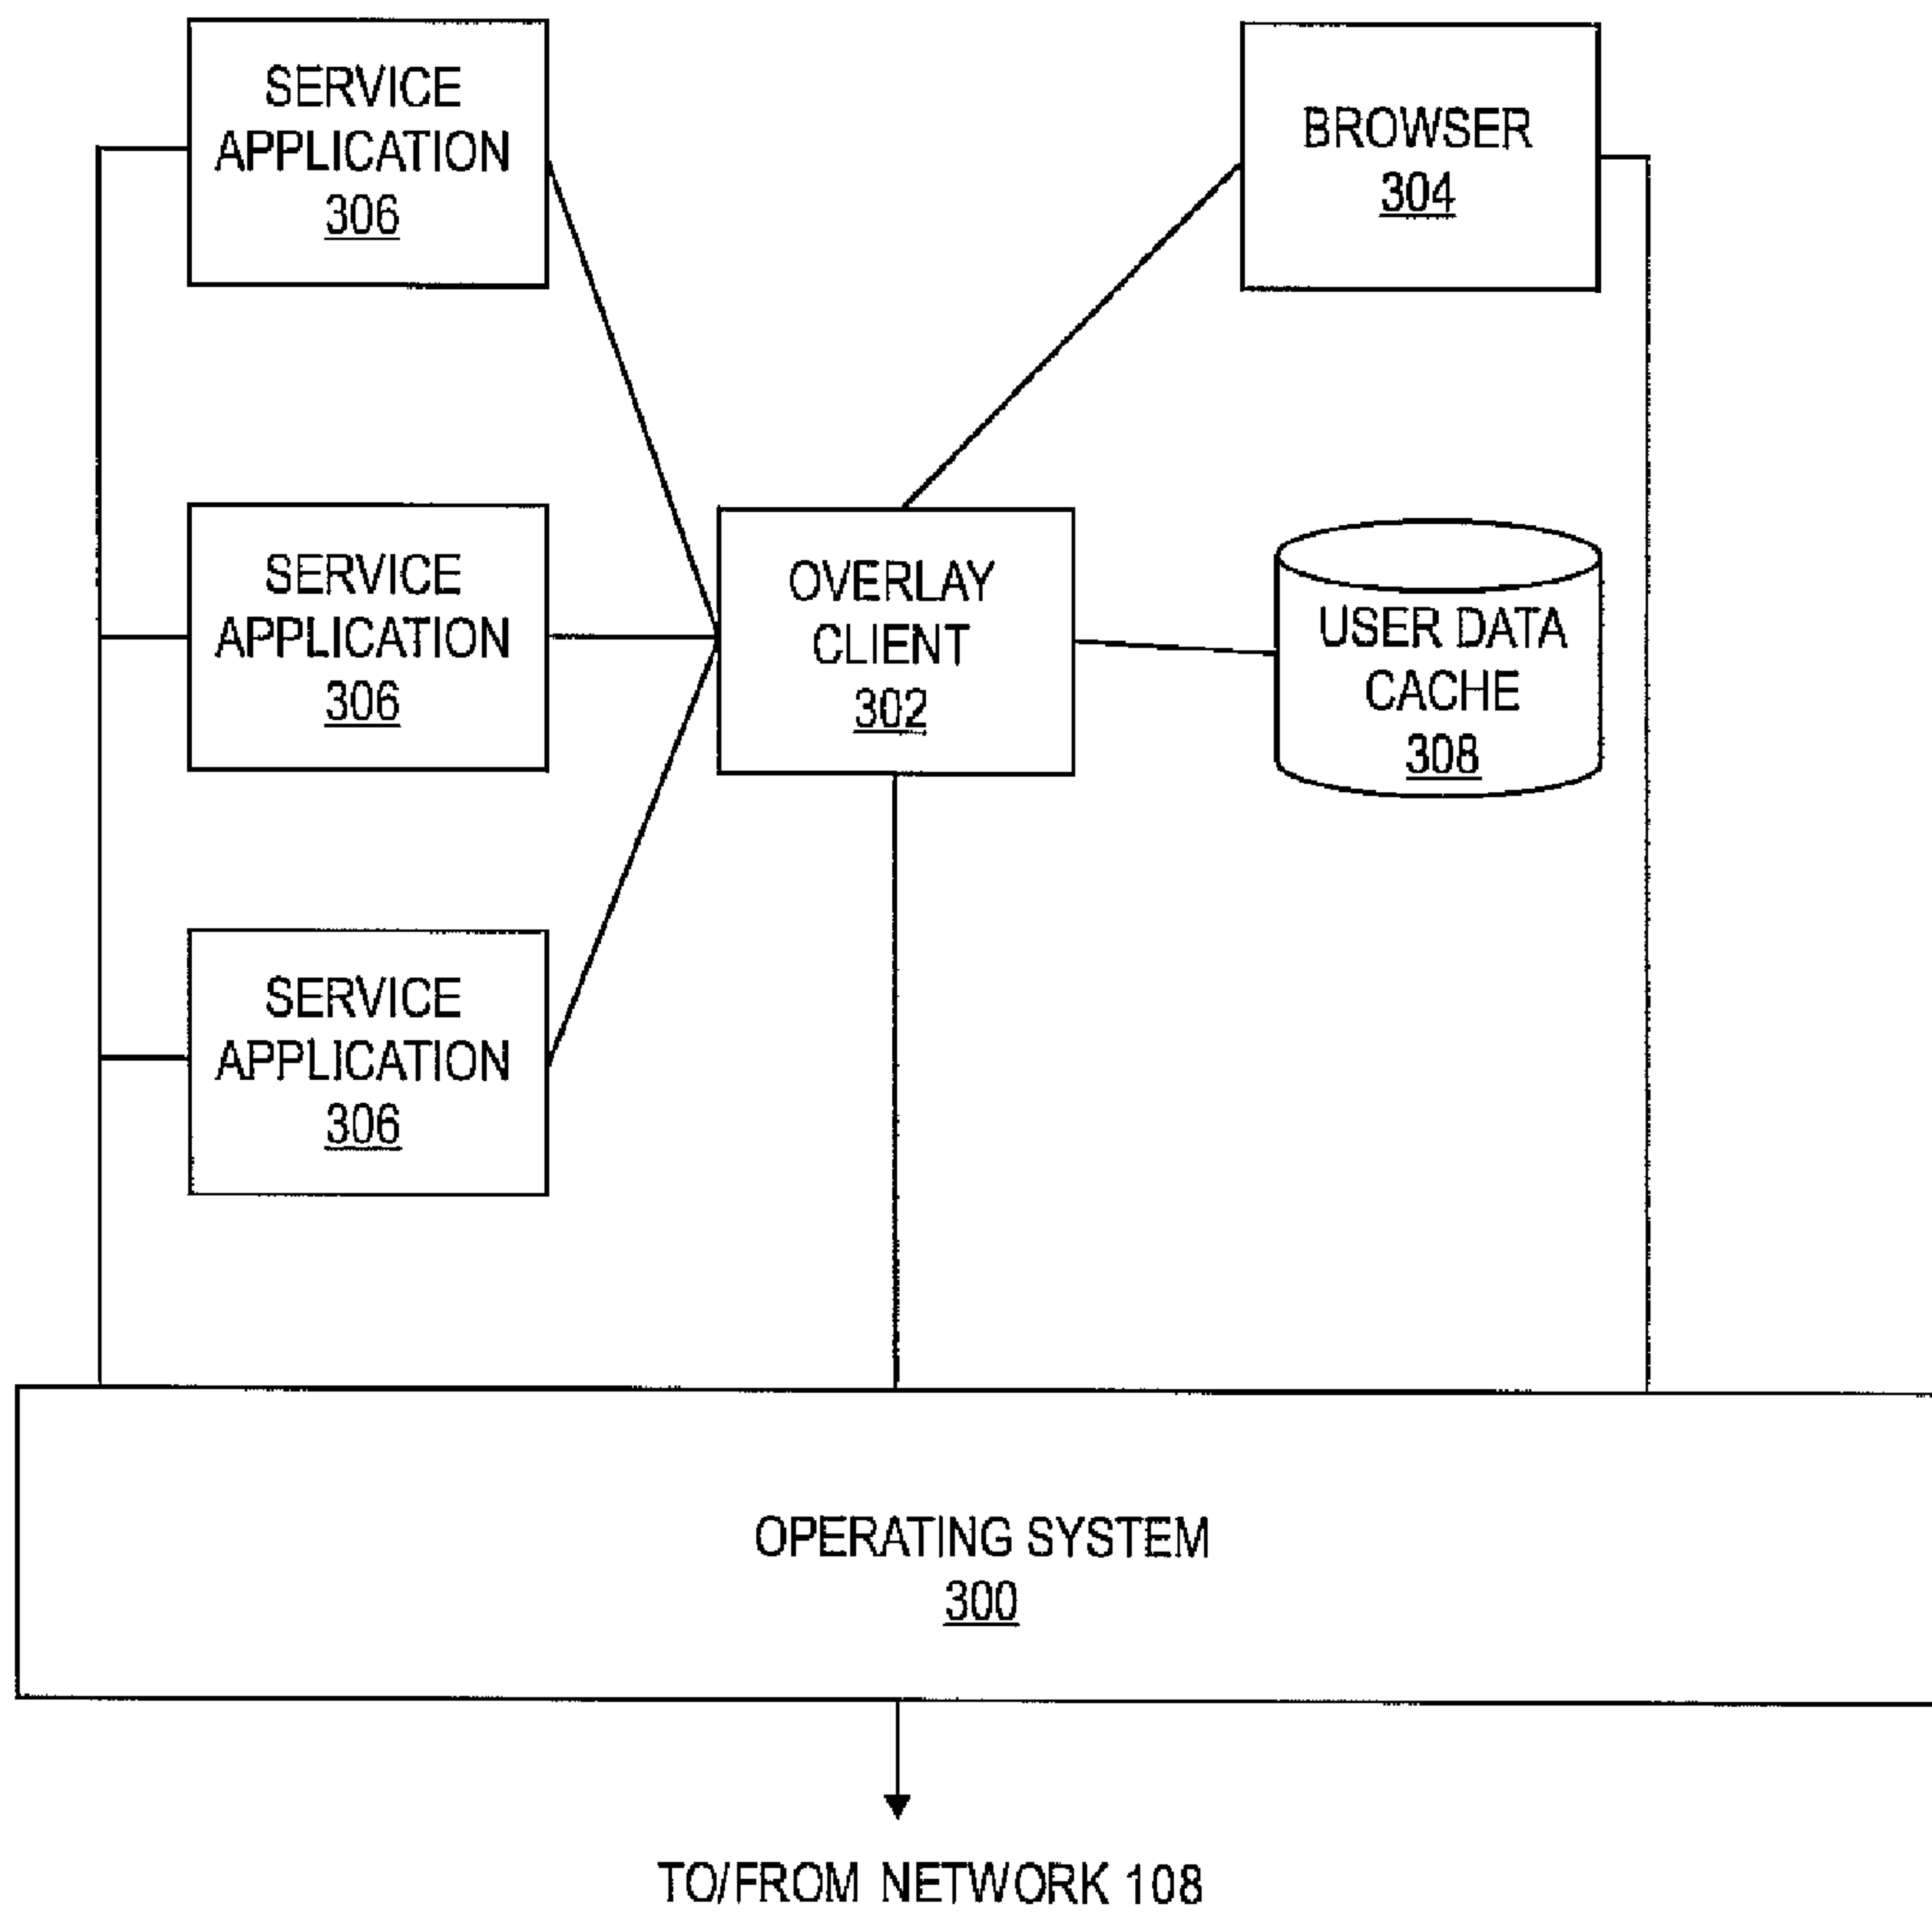 SERVICE
APPLICATION
306
BROWSER
304
SERVICE
APPLICATION
306
OVERLAY
CLIENT
302
USER DATA
CACHE
308
SERVICE
APPLICATION
306
OPERATING SYSTEM
300
TO/FROM NETWORK 108